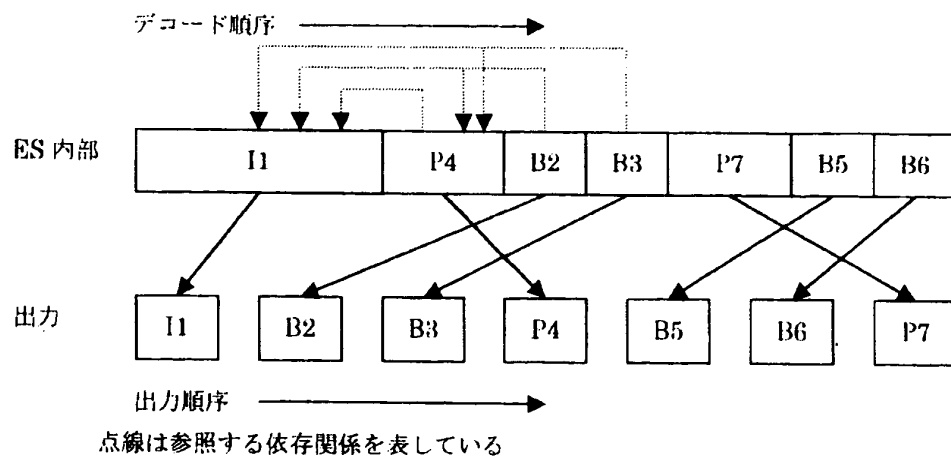 デコード順序
ES 内部
I1 P4 B2 B3 P7 B5 B6
出力
I1 B2 B3 P4 B5 B6 P7
出力順序
点線は参照する依存関係を表している